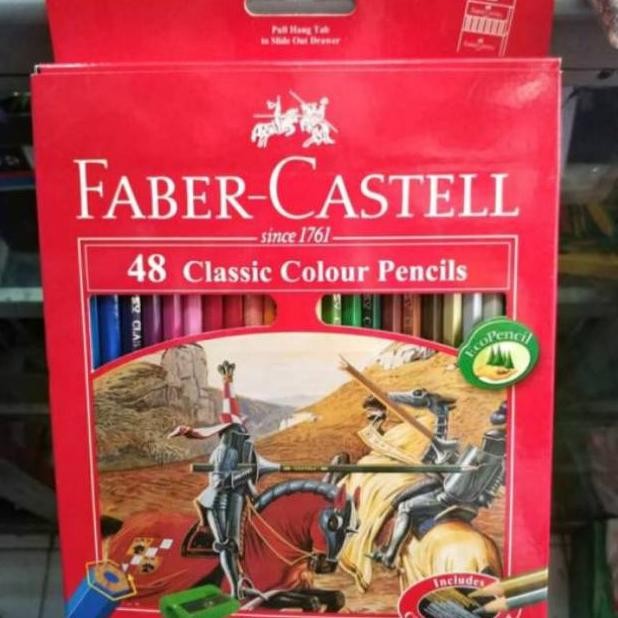 Pull Hang Tab
to Slide Out Drawer
FABER-CASTELL
since 1761
48 Classic Colour Pencils
EcoPencil
Includes